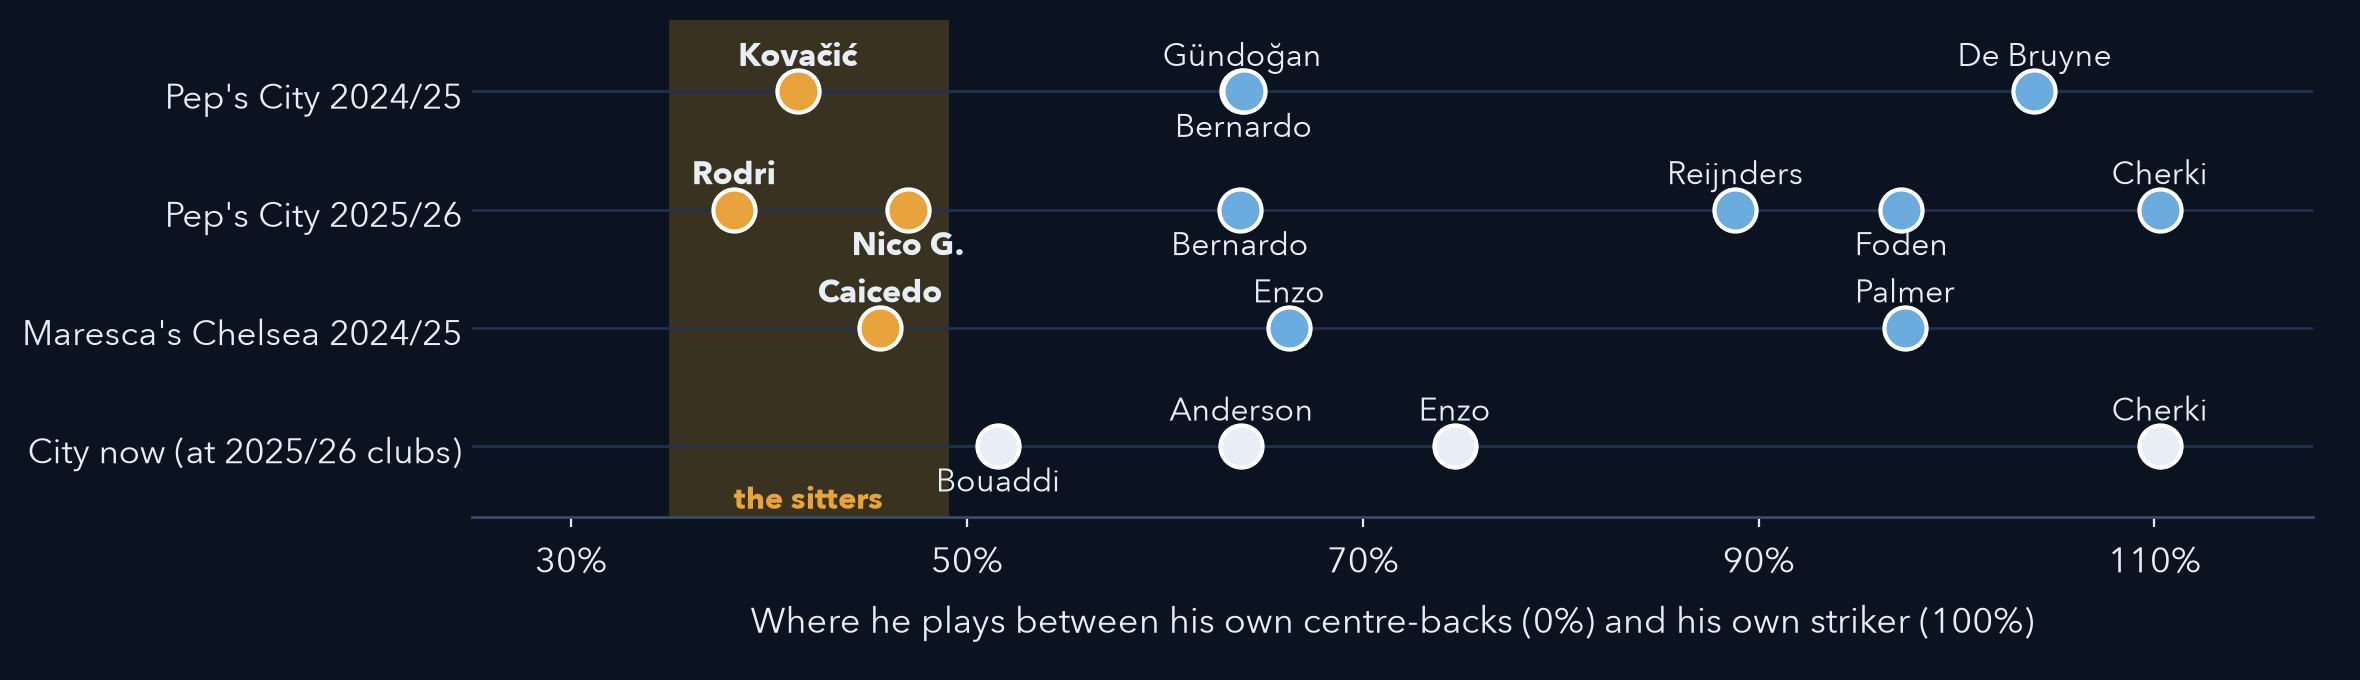 Kovačić
Gündoğan
De Bruyne
Pep's City 2024/25
Bernardo
Rodri
Reijnders
Cherki
Pep's City 2025/26
Nico G.
Bernardo
Foden
Caicedo
Enzo
Palmer
Maresca's Chelsea 2024/25
Anderson
Enzo
Cherki
City now (at 2025/26 clubs)
Bouaddi
the sitters
30%
50%
70%
90%
110%
Where he plays between his own centre-backs (0%) and his own striker (100%)